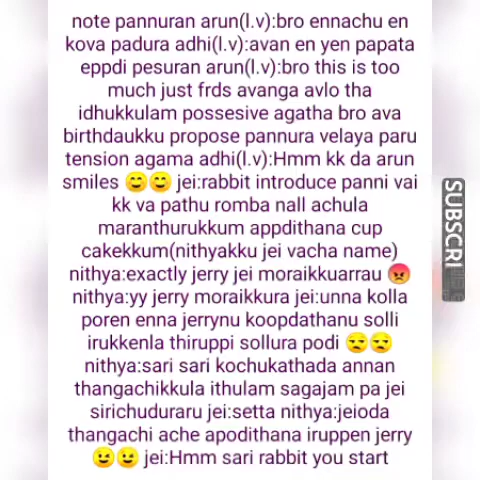 note pannuran arun(l.v):bro ennachu en
kova padura adhi(l.v):avan en yen papata
eppdi pesuran arun(l.v):bro this is too
much just frds avanga avlo tha
idhukkulam possesive agatha bro ava
birthdaukku propose pannura velaya paru
tension agama adhi(l.v):Hmm kk da arun
smiles 😊😊 jei:rabbit introduce panni vai
kk va pathu romba nall achula
maranthurukkum appdithana cup
cakekkum(nithyakku jei vacha name)
nithya:exactly jerry jei moraikkuarrau 😡
nithya:yy jerry moraikkura jei:unna kolla
poren enna jerrynu koopdathanu solli
irukkenla thiruppi sollura podi 😪😪
nithya:sari sari kochukathada annan
thangachikkula ithulam sagajam pa jei
sirichuduraru jei:setta nithya:jeioda
thangachi ache apodithana iruppen jerry
😉😉 jei:Hmm sari rabbit you start
SUBSCRI